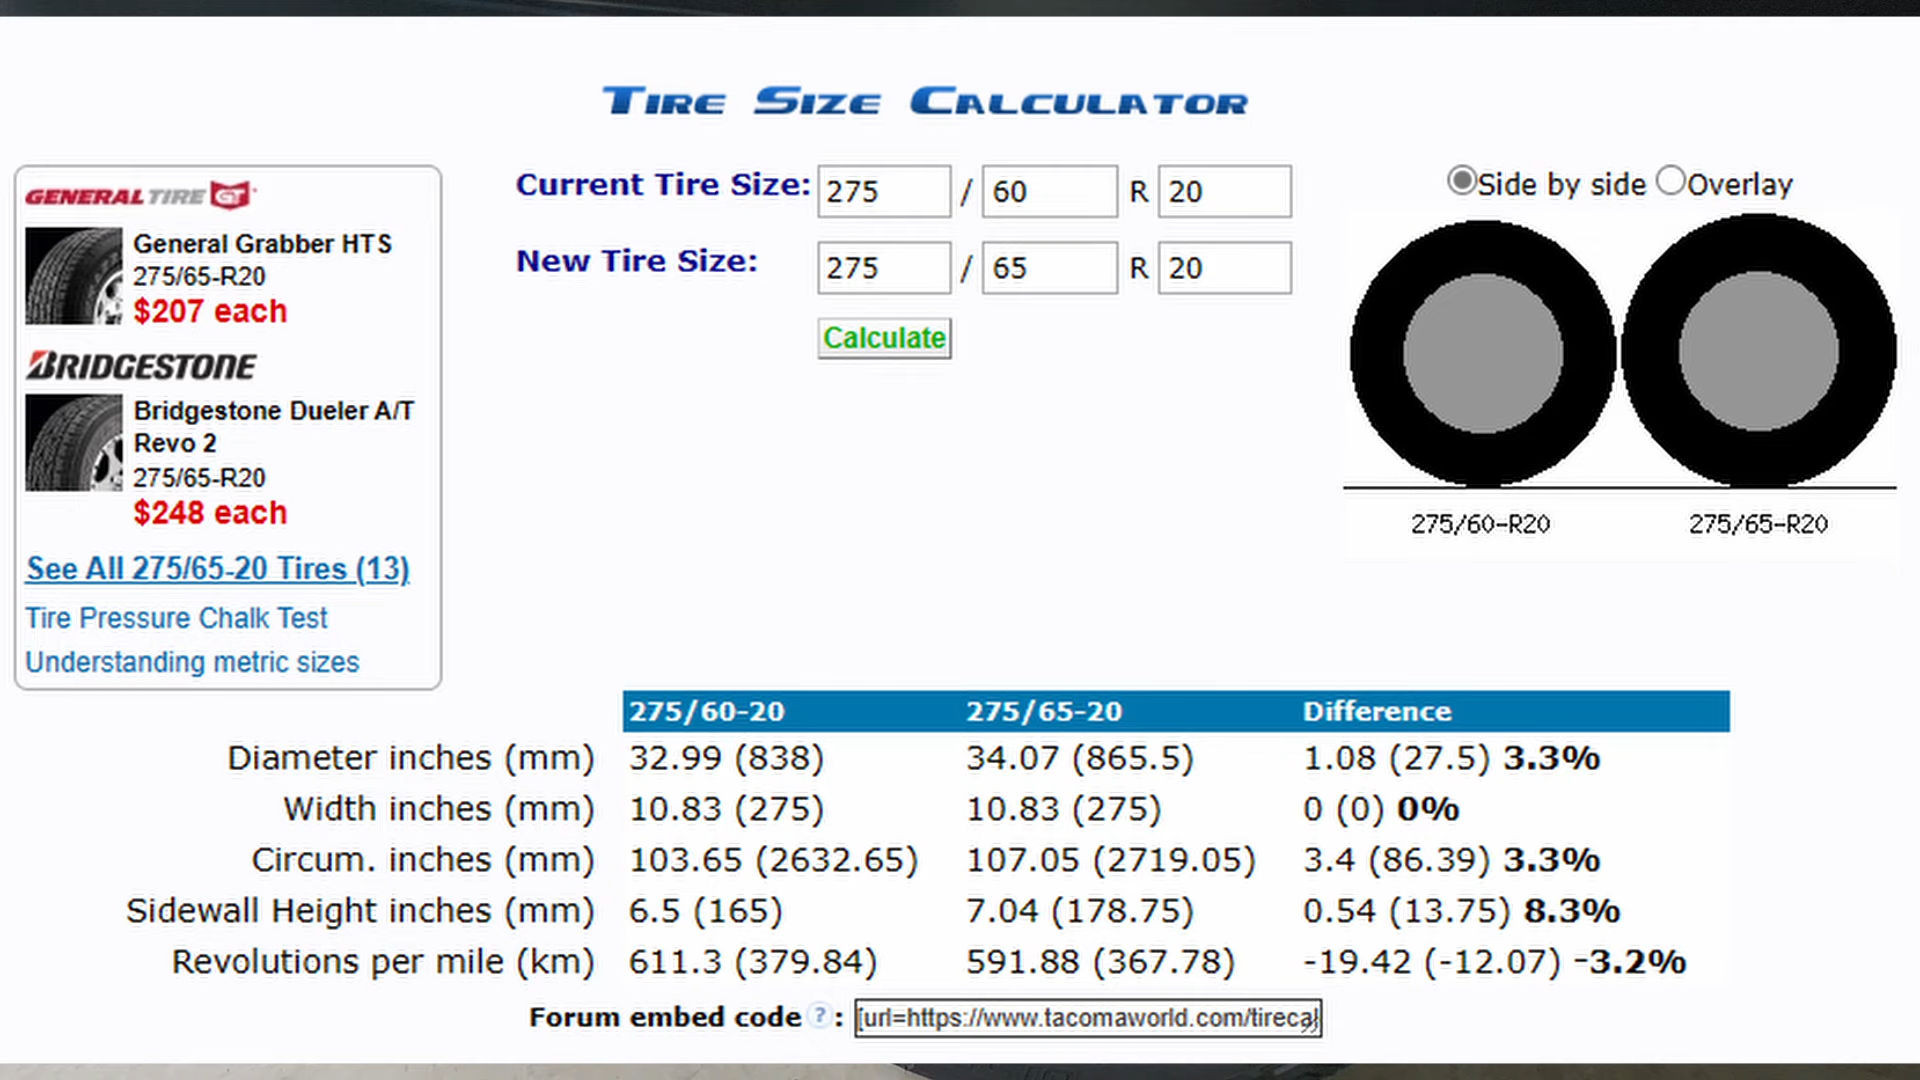 TIRE SIZE CALCULATOR
GENERAL TIRE GT
General Grabber HTS
275/65-R20
$207 each
BRIDGESTONE
Bridgestone Dueler A/T
Revo 2
275/65-R20
$248 each
See All 275/65-20 Tires (13)
Tire Pressure Chalk Test
Understanding metric sizes
Current Tire Size: 275 / 60 R 20
New Tire Size: 275 / 65 R 20
Calculate
Side by side Overlay
275/60-R20 275/65-R20
275/60-20 275/65-20 Difference
Diameter inches (mm) 32.99 (838) 34.07 (865.5) 1.08 (27.5) 3.3%
Width inches (mm) 10.83 (275) 10.83 (275) 0 (0) 0%
Circum. inches (mm) 103.65 (2632.65) 107.05 (2719.05) 3.4 (86.39) 3.3%
Sidewall Height inches (mm) 6.5 (165) 7.04 (178.75) 0.54 (13.75) 8.3%
Revolutions per mile (km) 611.3 (379.84) 591.88 (367.78) -19.42 (-12.07) -3.2%
Forum embed code ? : [url=https://www.tacomaworld.com/tirecal